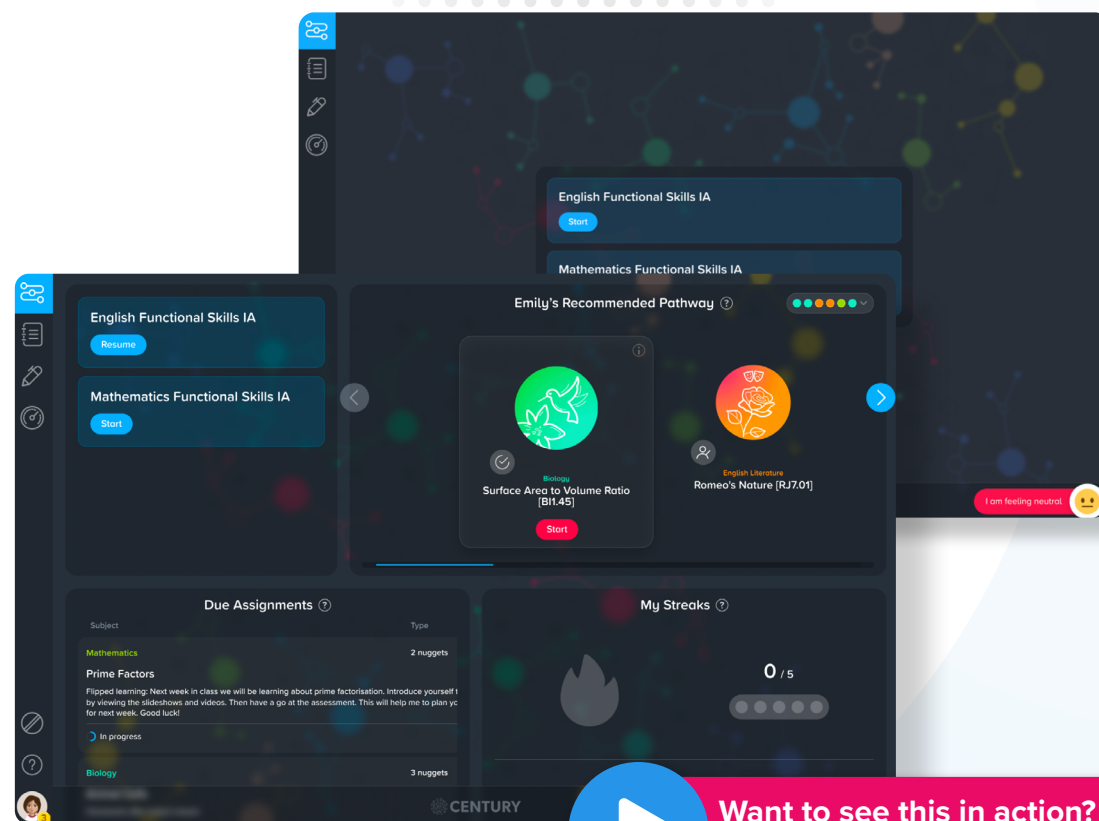 English Functional Skills IA
Start
Mathematics Functional Skills IA
I am feeling neutral
English Functional Skills IA
Resume
Mathematics Functional Skills IA
Start
Emily's Recommended Pathway ?
Biology
Surface Area to Volume Ratio
[BI1.45]
Start
English Literature
Romeo's Nature [RJ7.01]
Due Assignments ?
Subject Type
Mathematics 2 nuggets
Prime Factors
Flipped learning: Next week in class we will be learning about prime factorisation. Introduce yourself t
by viewing the slideshows and videos. Then have a go at the assessment. This will help me to plan yo
for next week. Good luck!
In progress
Biology 3 nuggets
My Streaks ?
0 / 5
?
3
CENTURY
Want to see this in action?